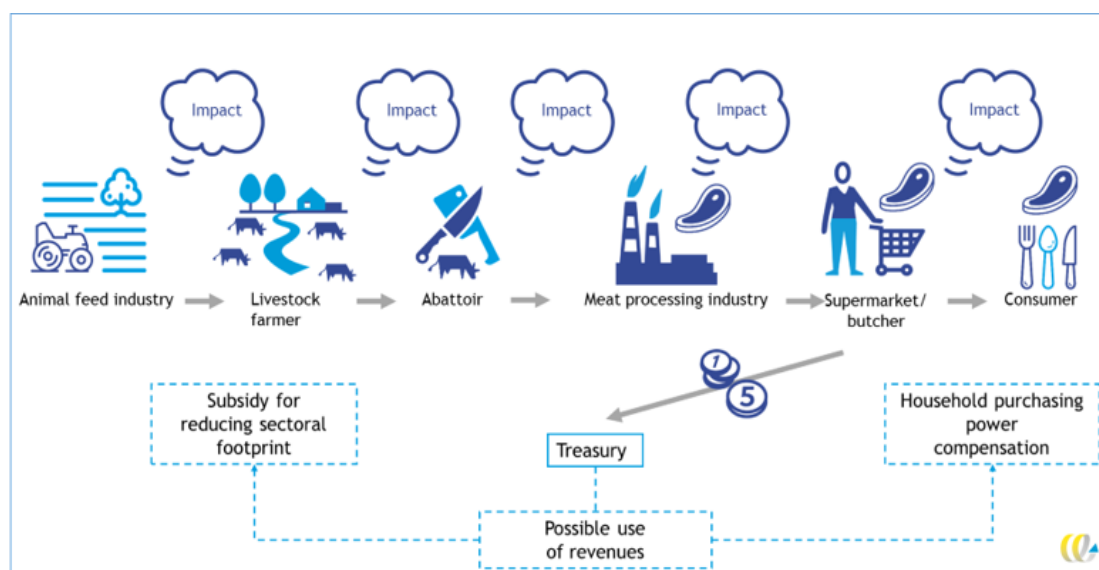 Impact
Impact
Impact
Impact
Impact
Animal feed industry
Livestock
farmer
Abattoir
Meat processing industry
Supermarket/
butcher
Consumer
1
5
Subsidy for
reducing sectoral
footprint
Treasury
Household purchasing
power
compensation
Possible use
of revenues